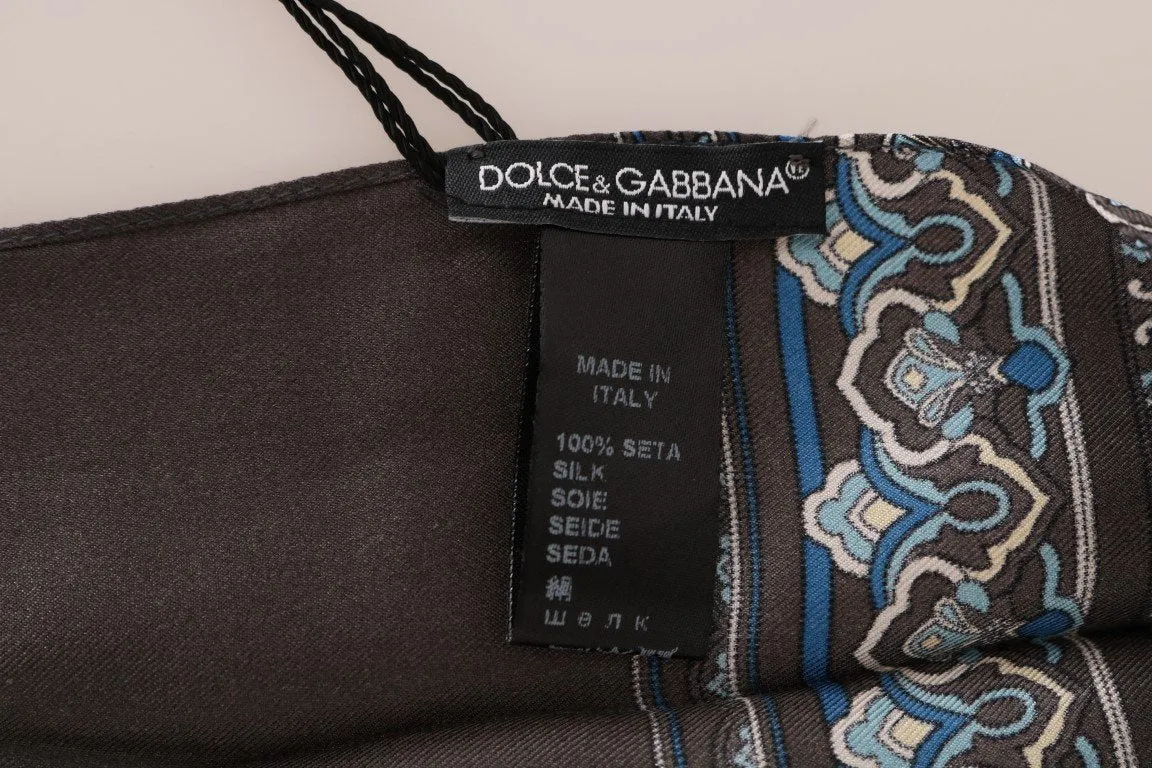 DOLCE & GABBANA®
MADE IN ITALY
MADE IN
ITALY
100% SETA
SILK
SOIE
SEIDE
SEDA
絹
шелк